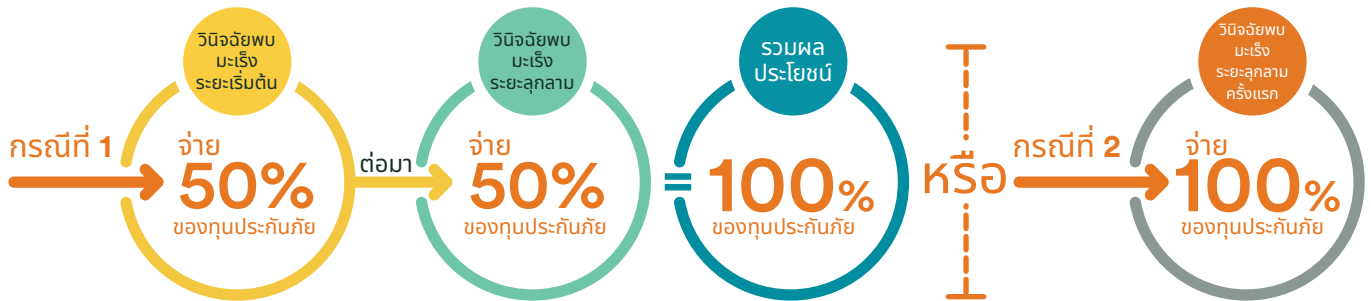 กรณีที่ 1
วินิจฉัยพบ
มะเร็ง
ระยะเริ่มต้น
จ่าย
50%
ของทุนประกันภัย
ต่อมา
วินิจฉัยพบ
มะเร็ง
ระยะลุกลาม
จ่าย
50%
ของทุนประกันภัย
=
รวมผล
ประโยชน์
100%
ของทุนประกันภัย
หรือ
กรณีที่ 2
วินิจฉัยพบ
มะเร็ง
ระยะลุกลาม
ครั้งแรก
จ่าย
100%
ของทุนประกันภัย